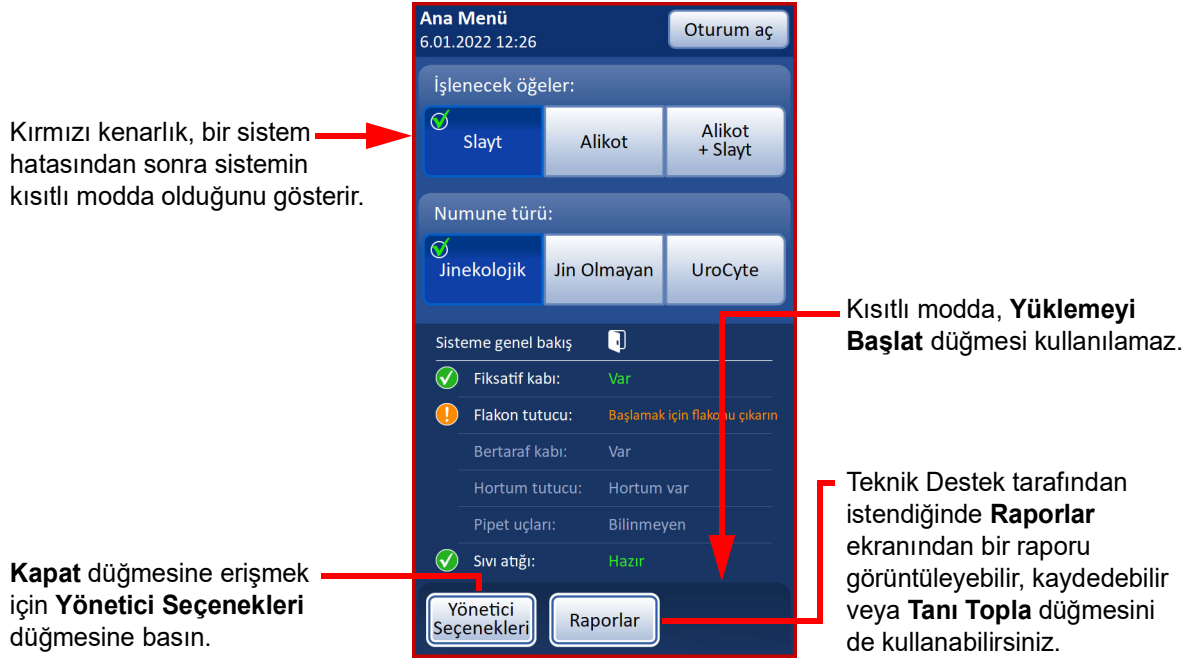 Ana Menü
6.01.2022 12:26
Oturum aç
İşlenecek öğeler:
Slayt
Alikot
Alikot
+ Slayt
Numune türü:
Jinekolojik
Jin Olmayan
UroCyte
Sisteme genel bakış
Fiksatif kabı: Var
Flakon tutucu: Başlamak için flakonu çıkarın
Bertaraf kabı: Var
Hortum tutucu: Hortum var
Pipet uçları: Bilinmeyen
Sıvı atığı: Hazır
Yönetici
Seçenekleri
Raporlar
Kırmızı kenarlık, bir sistem
hatasından sonra sistemin
kısıtlı modda olduğunu gösterir.
Kapat düğmesine erişmek
için Yönetici Seçenekleri
düğmesine basın.
Kısıtlı modda, Yüklemeyi
Başlat düğmesi kullanılamaz.
Teknik Destek tarafından
istendiğinde Raporlar
ekranından bir raporu
görüntüleyebilir, kaydedebilir
veya Tanı Topla düğmesini
de kullanabilirsiniz.